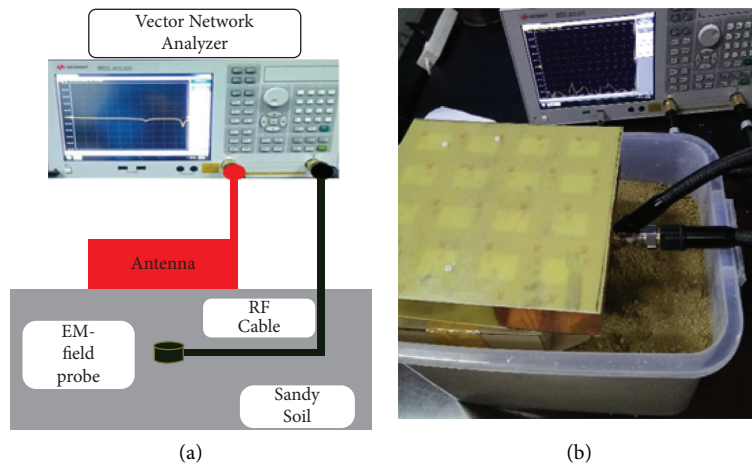 Vector Network
Analyzer
Antenna
RF
Cable
EM-
field
probe
Sandy
Soil
(a)
(b)